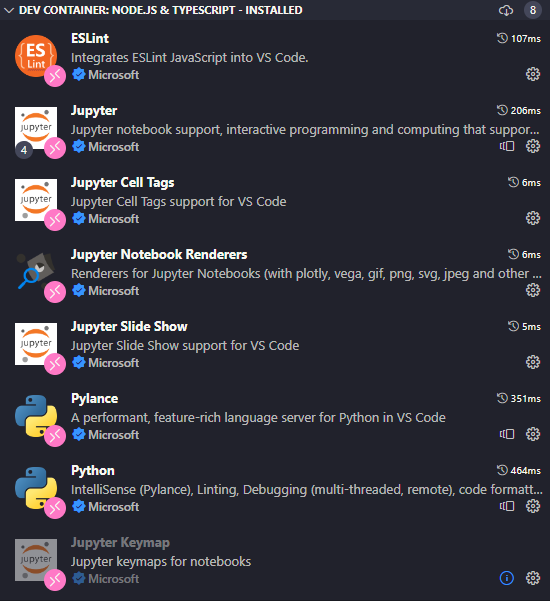 DEV CONTAINER: NODE.JS & TYPESCRIPT - INSTALLED 8
ESLint 107ms
Integrates ESLint JavaScript into VS Code.
Microsoft
ES
Lint
Jupyter 206ms
Jupyter notebook support, interactive programming and computing that suppor...
Microsoft
jupyter
4
Jupyter Cell Tags 6ms
Jupyter Cell Tags support for VS Code
Microsoft
jupyter
Jupyter Notebook Renderers 6ms
Renderers for Jupyter Notebooks (with plotly, vega, gif, png, svg, jpeg and other ...
Microsoft
Jupyter Slide Show 5ms
Jupyter Slide Show support for VS Code
Microsoft
jupyter
Pylance 351ms
A performant, feature-rich language server for Python in VS Code
Microsoft
Python 464ms
IntelliSense (Pylance), Linting, Debugging (multi-threaded, remote), code formatt...
Microsoft
Jupyter Keymap
Jupyter keymaps for notebooks
Microsoft
jupyter